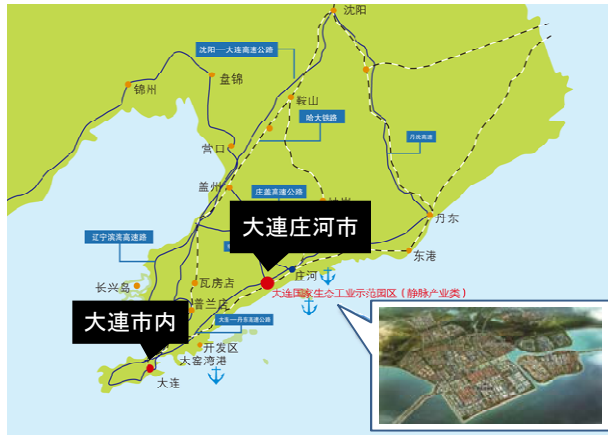 沈阳
沈阳—大连高速公路
盘锦
锦州
鞍山
哈大铁路
丹沈高速
营口
盖州
庄盖高速公路
丹东
大連庄河市
辽宁滨湾高速路
东港
庄河
长兴岛
瓦房店
大连国家生态工业示范园区（静脉产业类）
普兰店
大連市内
大连—丹东高速公路
开发区
大窑湾港
大连